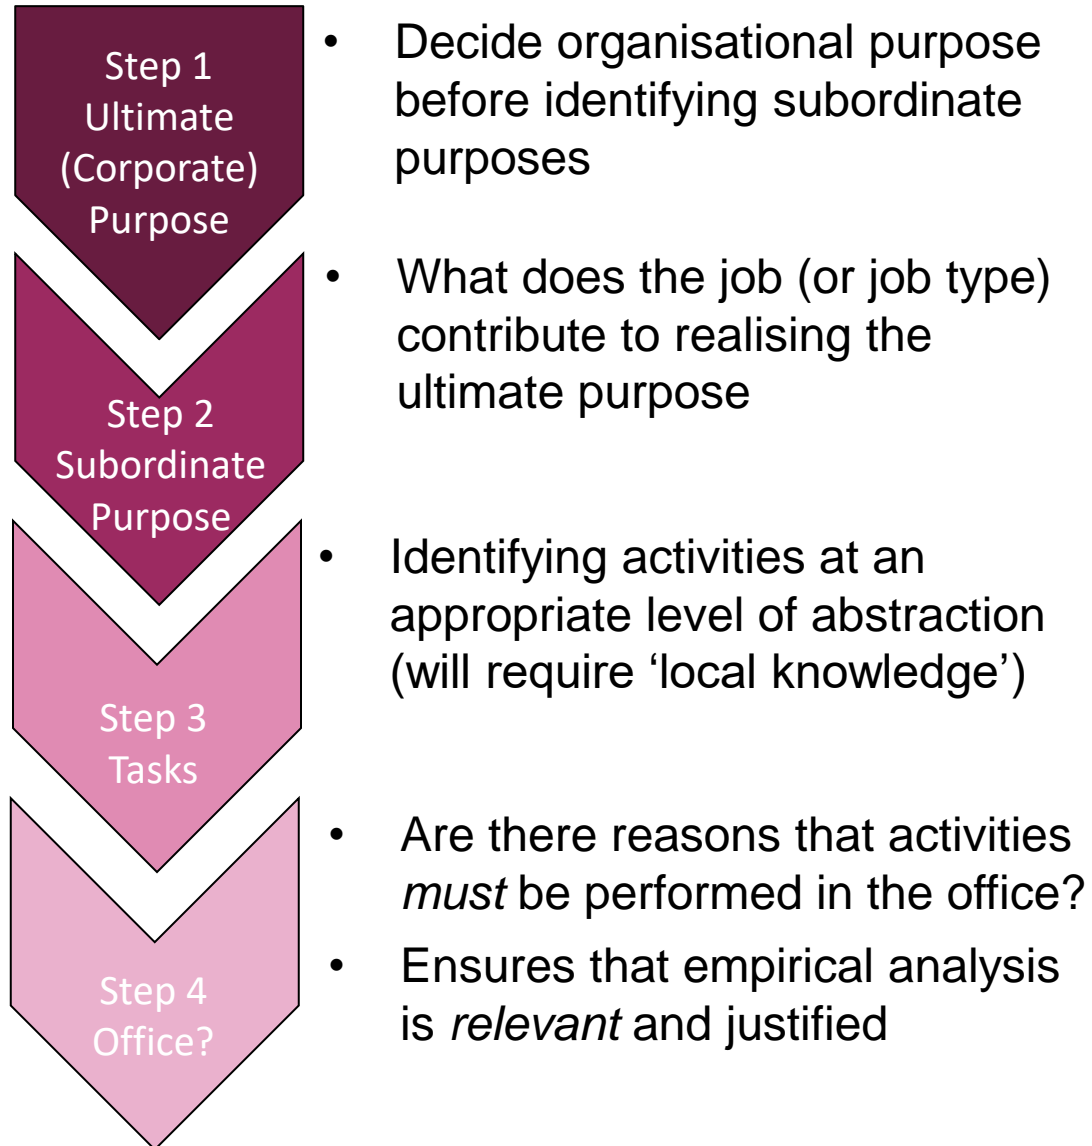 Step 1
Ultimate
(Corporate)
Purpose
• Decide organisational purpose
before identifying subordinate
purposes
Step 2
Subordinate
Purpose
• What does the job (or job type)
contribute to realising the
ultimate purpose
Step 3
Tasks
• Identifying activities at an
appropriate level of abstraction
(will require ‘local knowledge’)
Step 4
Office?
• Are there reasons that activities
must be performed in the office?
• Ensures that empirical analysis
is relevant and justified